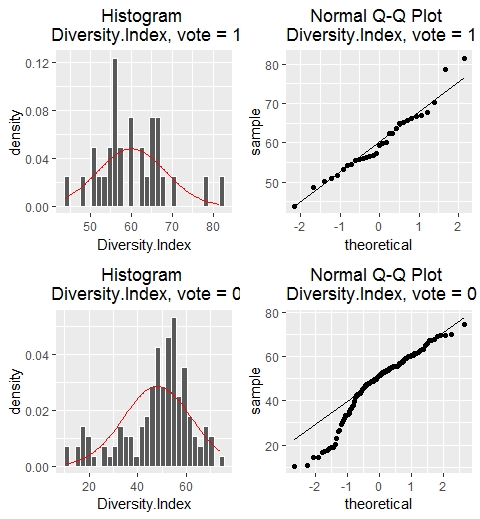 Histogram
Diversity.Index, vote = 1
density
0.12
0.08
0.04
0.00
50 60 70 80
Diversity.Index
Normal Q-Q Plot
Diversity.Index, vote = 1
sample
80
70
60
50
-2 -1 0 1 2
theoretical
Histogram
Diversity.Index, vote = 0
density
0.04
0.02
0.00
20 40 60
Diversity.Index
Normal Q-Q Plot
Diversity.Index, vote = 0
sample
80
60
40
20
-2 -1 0 1 2
theoretical